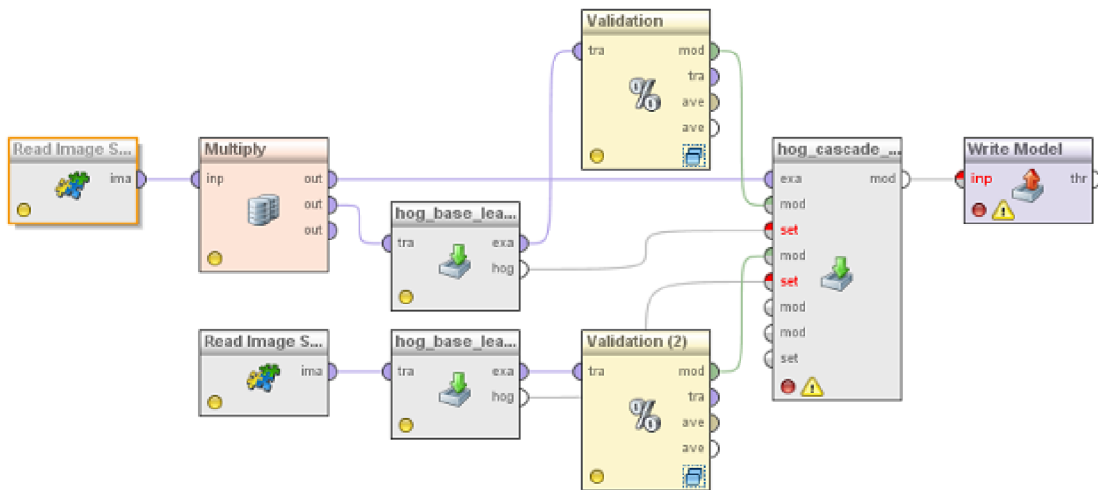 Validation
tra mod
tra
ave
ave
Read Image S...
ima
Multiply
inp out
out
out
hog_base_lea...
tra exa
hog
hog_cascade_...
exa mod
mod
set
mod
set
mod
mod
set
Write Model
inp thr
Read Image S...
ima
hog_base_lea...
tra exa
hog
Validation (2)
tra mod
tra
ave
ave